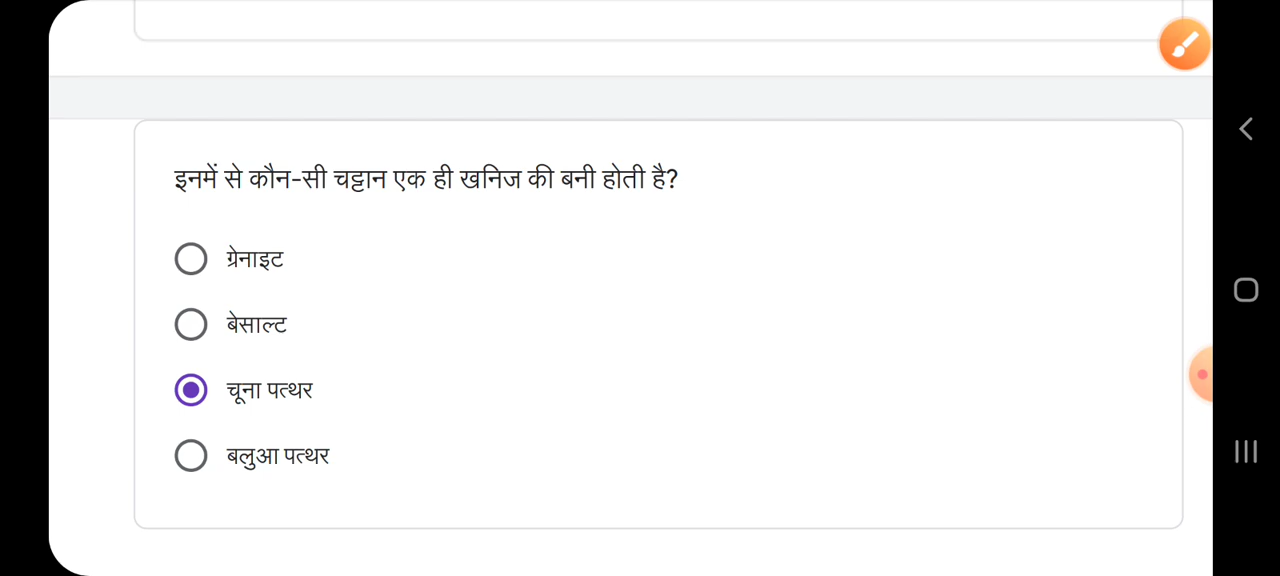 इनमें से कौन-सी चट्टान एक ही खनिज की बनी होती है?
ग्रेनाइट
बेसाल्ट
चूना पत्थर
बलुआ पत्थर